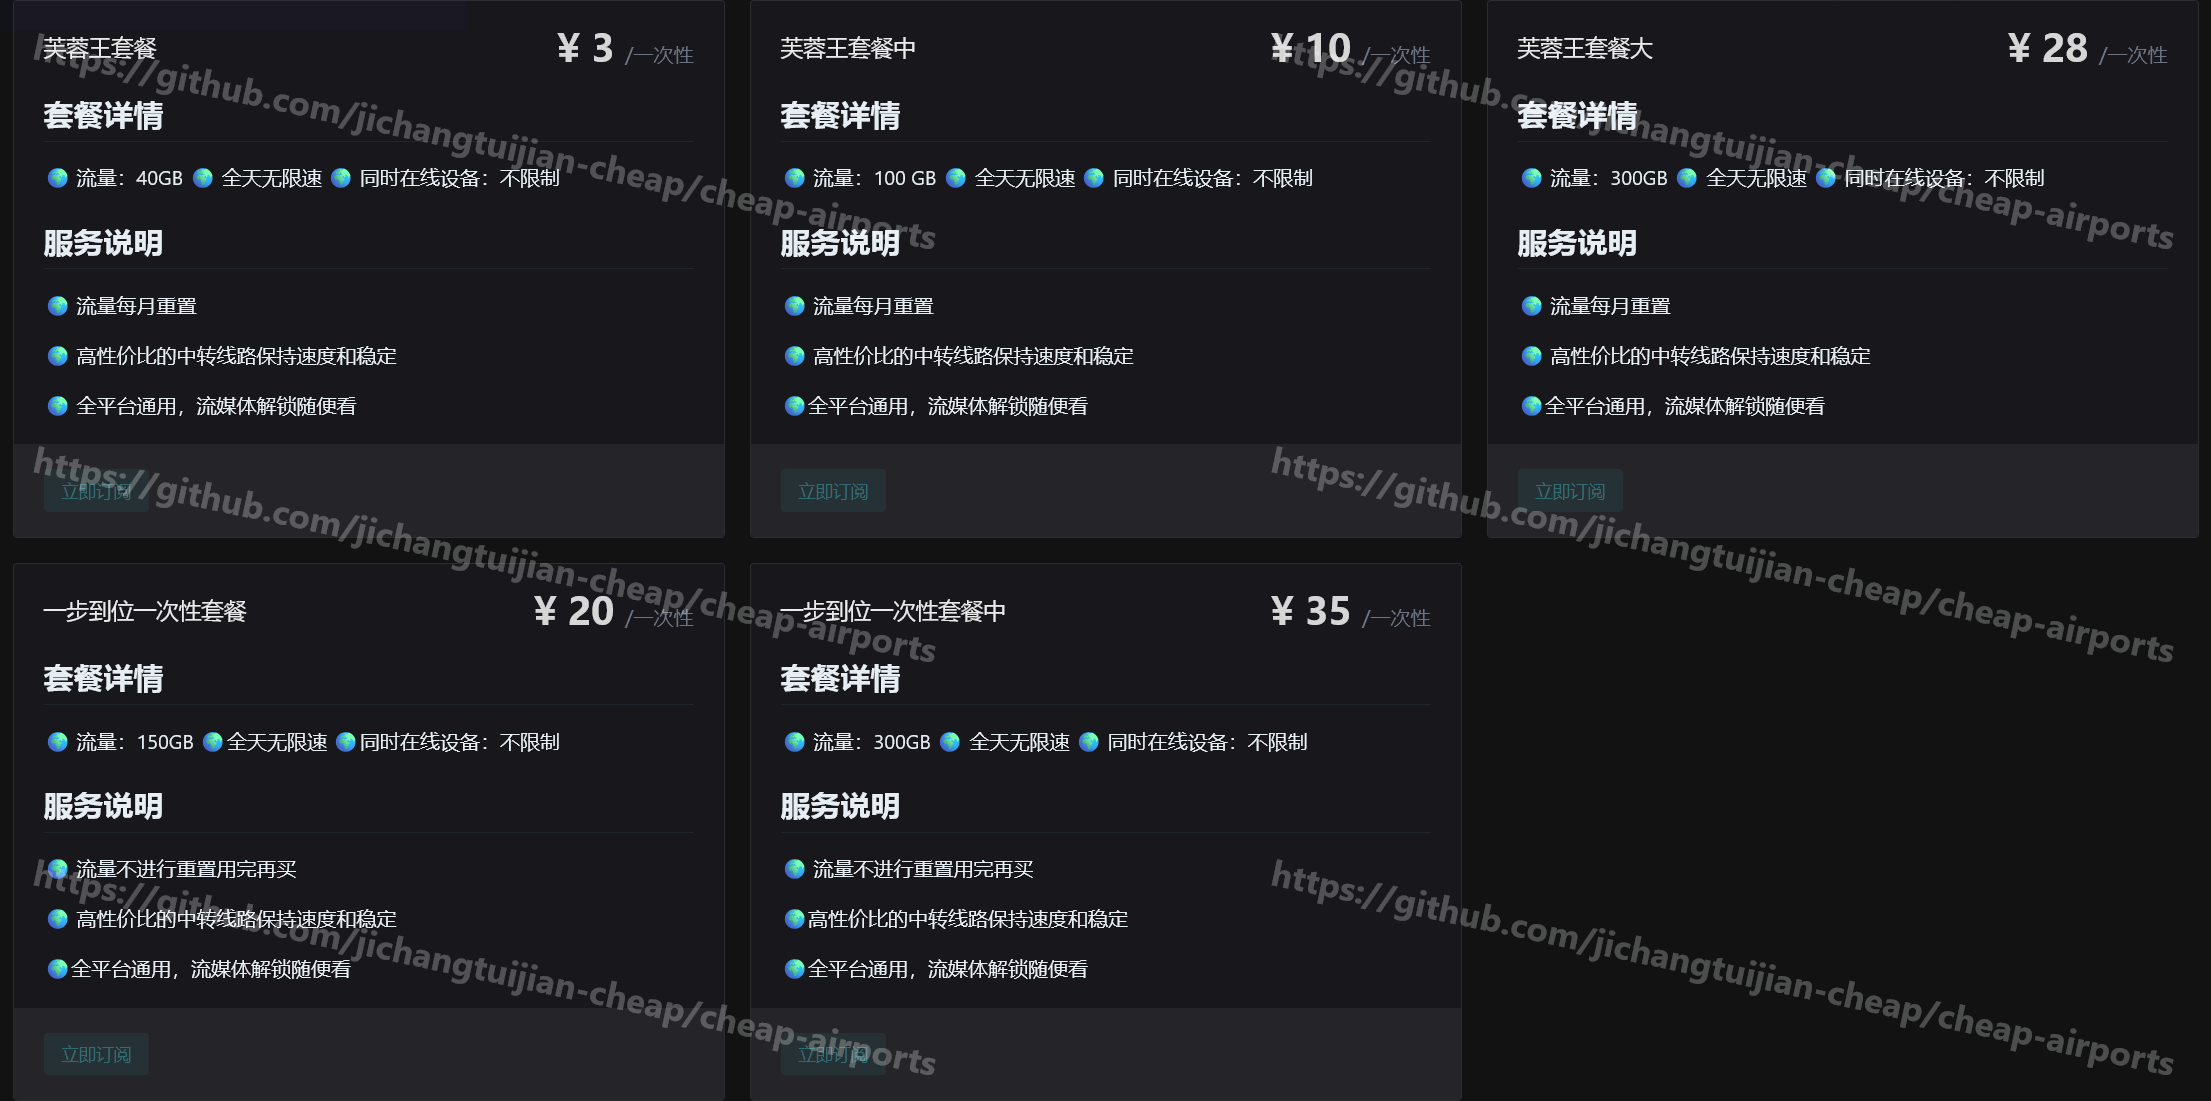 芙蓉王套餐
¥ 3 /一次性
套餐详情
流量：40GB 全天无限速 同时在线设备：不限制
服务说明
流量每月重置
高性价比的中转线路保持速度和稳定
全平台通用，流媒体解锁随便看
立即订阅
芙蓉王套餐中
¥ 10 /一次性
套餐详情
流量：100 GB 全天无限速 同时在线设备：不限制
服务说明
流量每月重置
高性价比的中转线路保持速度和稳定
全平台通用，流媒体解锁随便看
立即订阅
芙蓉王套餐大
¥ 28 /一次性
套餐详情
流量：300GB 全天无限速 同时在线设备：不限制
服务说明
流量每月重置
高性价比的中转线路保持速度和稳定
全平台通用，流媒体解锁随便看
立即订阅
一步到位一次性套餐
¥ 20 /一次性
套餐详情
流量：150GB 全天无限速 同时在线设备：不限制
服务说明
流量不进行重置用完再买
高性价比的中转线路保持速度和稳定
全平台通用，流媒体解锁随便看
立即订阅
一步到位一次性套餐中
¥ 35 /一次性
套餐详情
流量：300GB 全天无限速 同时在线设备：不限制
服务说明
流量不进行重置用完再买
高性价比的中转线路保持速度和稳定
全平台通用，流媒体解锁随便看
立即订阅
https://github.com/jichangtuijian-cheap/cheap-airports
https://github.com/jichangtuijian-cheap/cheap-airports
https://github.com/jichangtuijian-cheap/cheap-airports
https://github.com/jichangtuijian-cheap/cheap-airports
https://github.com/jichangtuijian-cheap/cheap-airports
https://github.com/jichangtuijian-cheap/cheap-airports